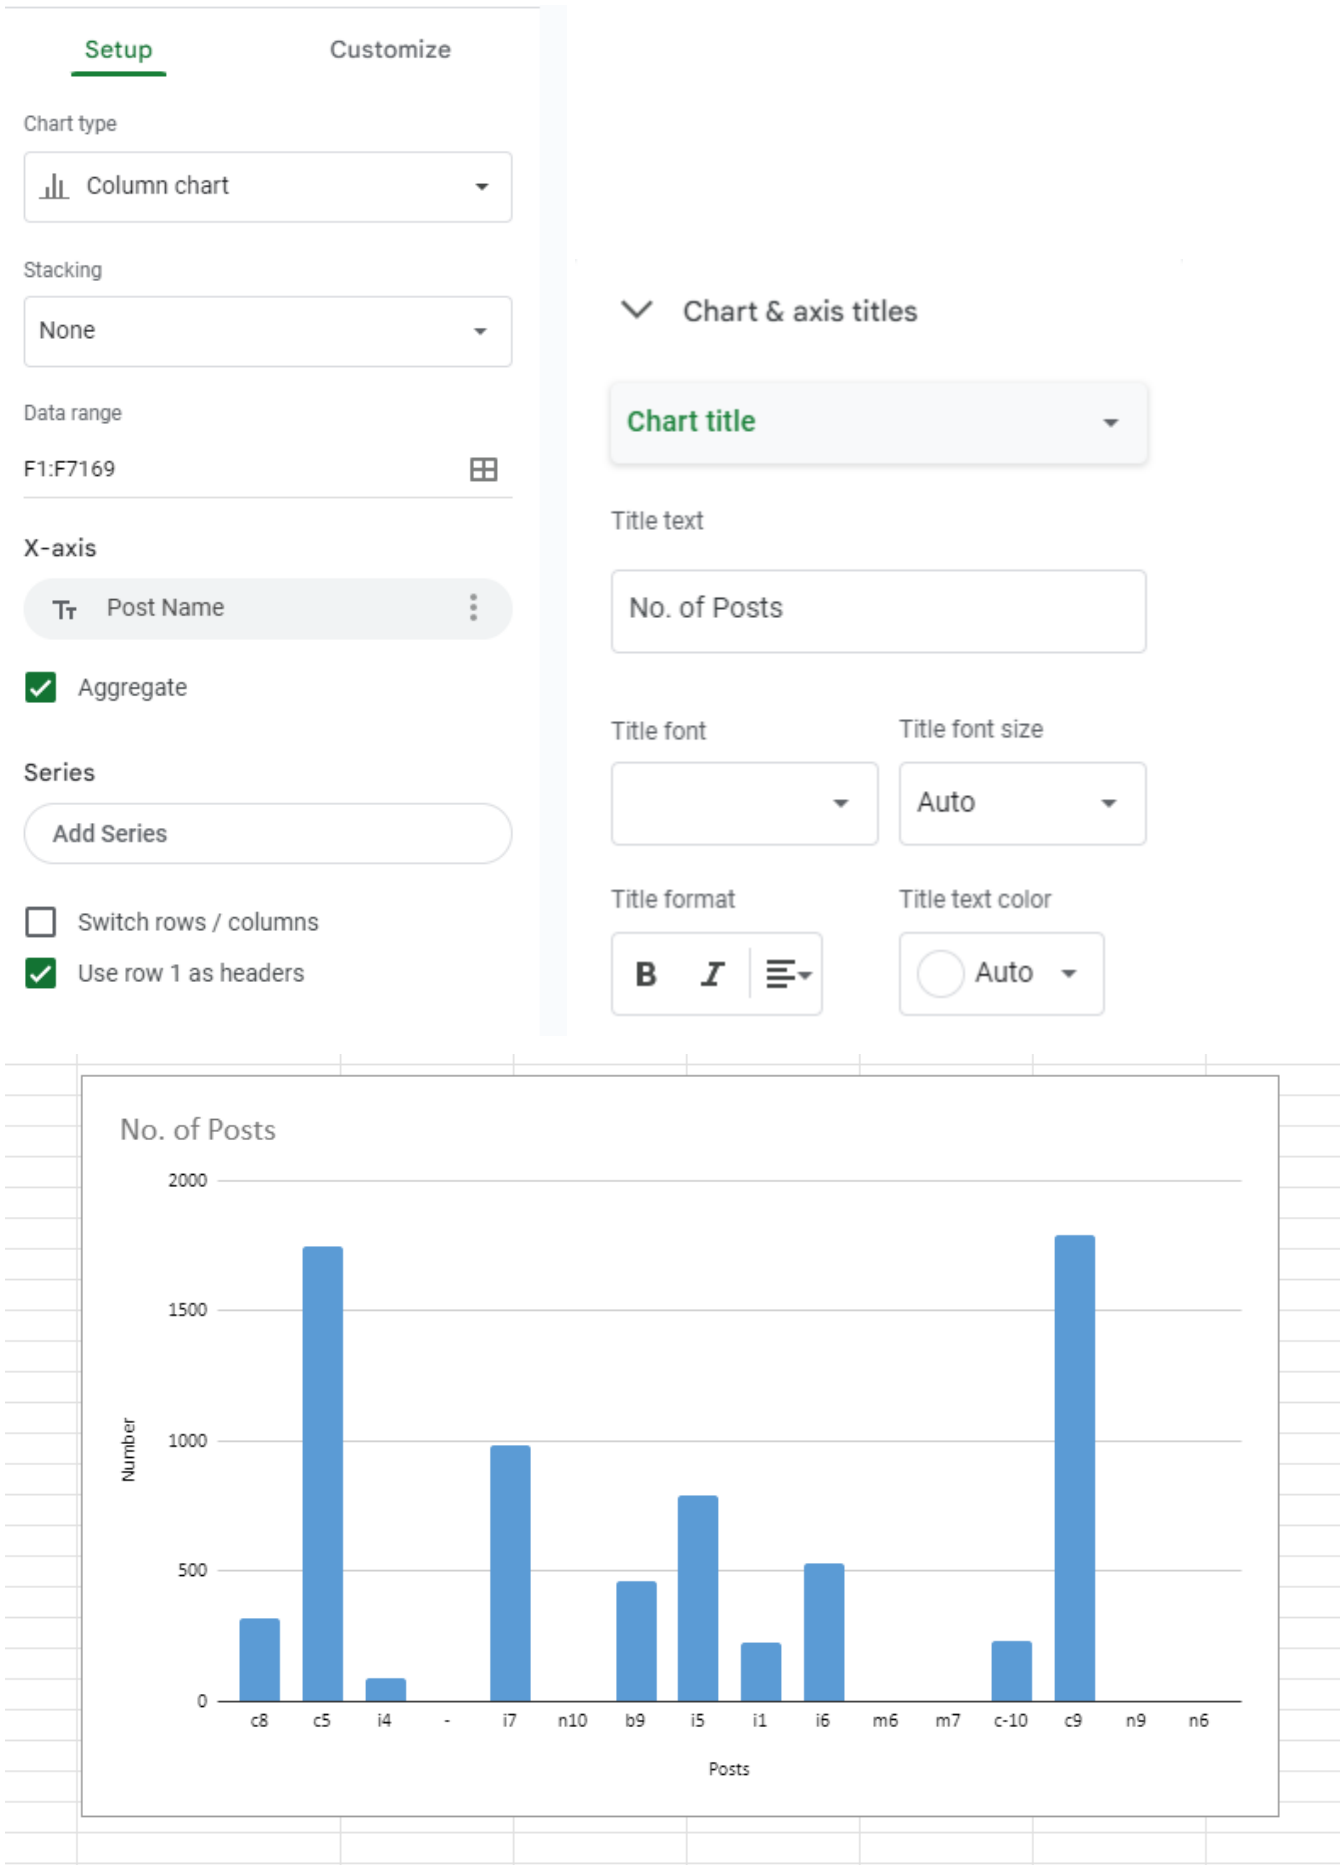 Setup
Customize
Chart type
Column chart
Stacking
None
Data range
F1:F7169
X-axis
Tт Post Name
Aggregate
Series
Add Series
Switch rows / columns
Use row 1 as headers
Chart & axis titles
Chart title
Title text
No. of Posts
Title font
Title font size
Auto
Title format
Title text color
B I
Auto
No. of Posts
2000
1500
1000
500
0
Number
c8 c5 i4 - i7 n10 b9 i5 i1 i6 m6 m7 c-10 c9 n9 n6
Posts